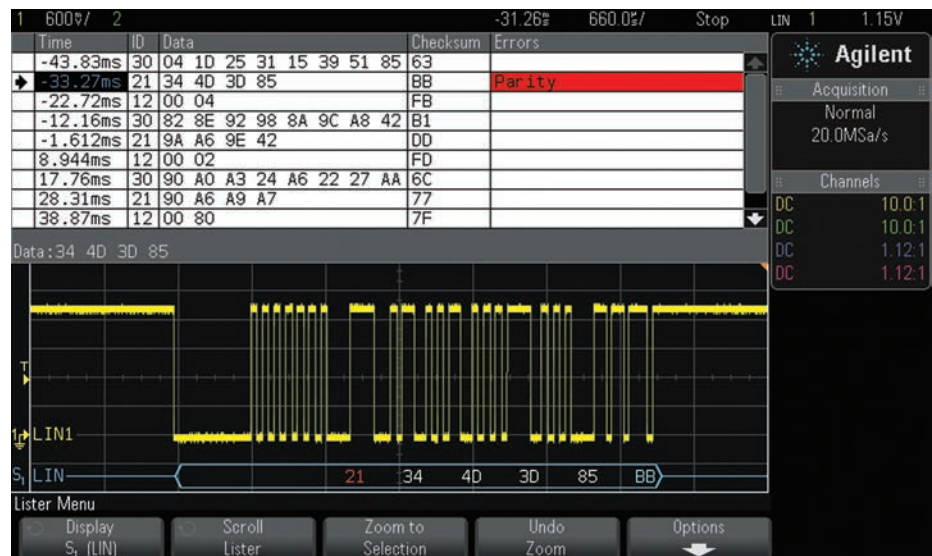 1 600♈/ 2 -31.26ms 660.0s/ Stop LIN 1 1.15V
Time ID Data Checksum Errors
-43.83ms 30 04 1D 25 31 15 39 51 85 63
-33.27ms 21 34 4D 3D 85 BB Parity
-22.72ms 12 00 04 FB
-12.16ms 30 82 8E 92 98 8A 9C A8 42 B1
-1.612ms 21 9A A6 9E 42 DD
8.944ms 12 00 02 FD
17.76ms 30 90 A0 A3 24 A6 22 27 AA 6C
28.31ms 21 90 A6 A9 A7 77
38.87ms 12 00 80 7F
Data:34 4D 3D 85
Agilent
Acquisition
Normal
20.0MSa/s
Channels
DC 10.0:1
DC 10.0:1
DC 1.12:1
DC 1.12:1
T
1 LIN1
S1 LIN 21 34 4D 3D 85 BB
Lister Menu
Display Scroll Zoom to Undo Options
S1 (LIN) Lister Selection Zoom